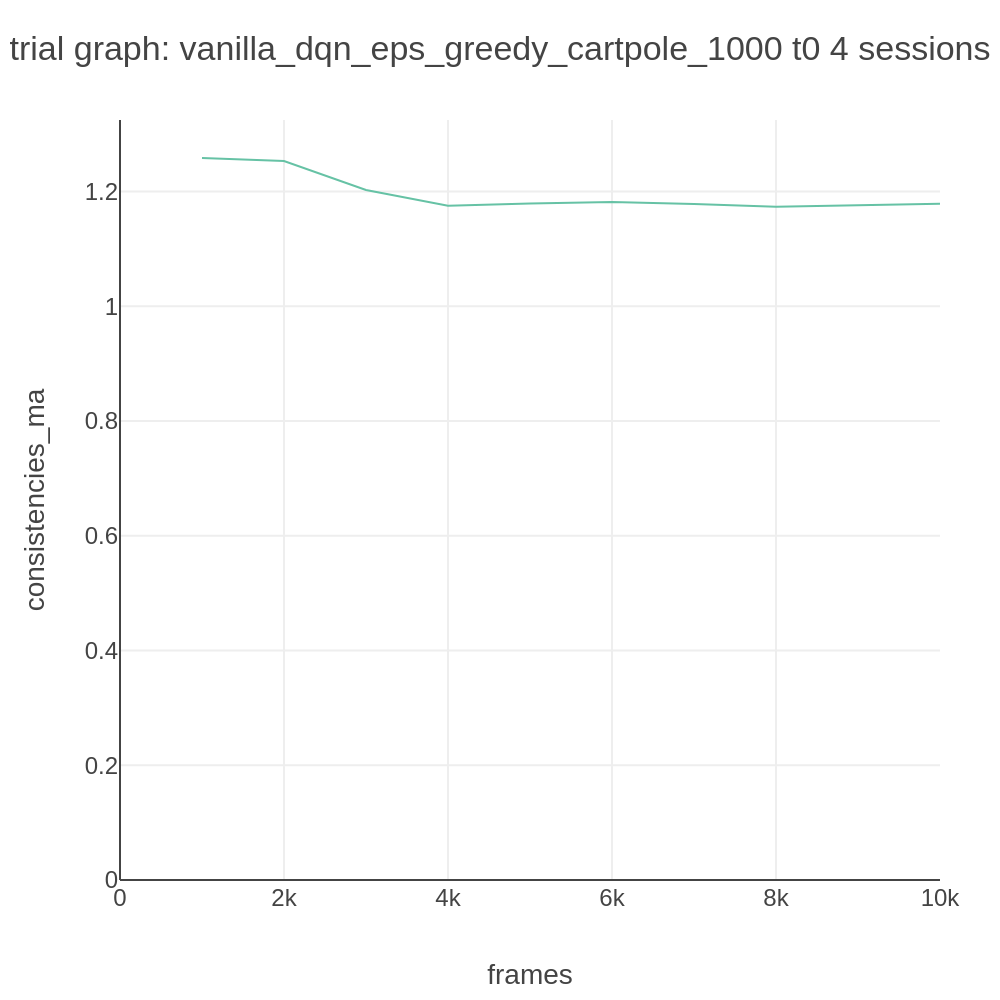 trial graph: vanilla_dqn_eps_greedy_cartpole_1000 t0 4 sessions
1.2
1
0.8
0.6
0.4
0.2
0
consistencies_ma
0 2k 4k 6k 8k 10k
frames